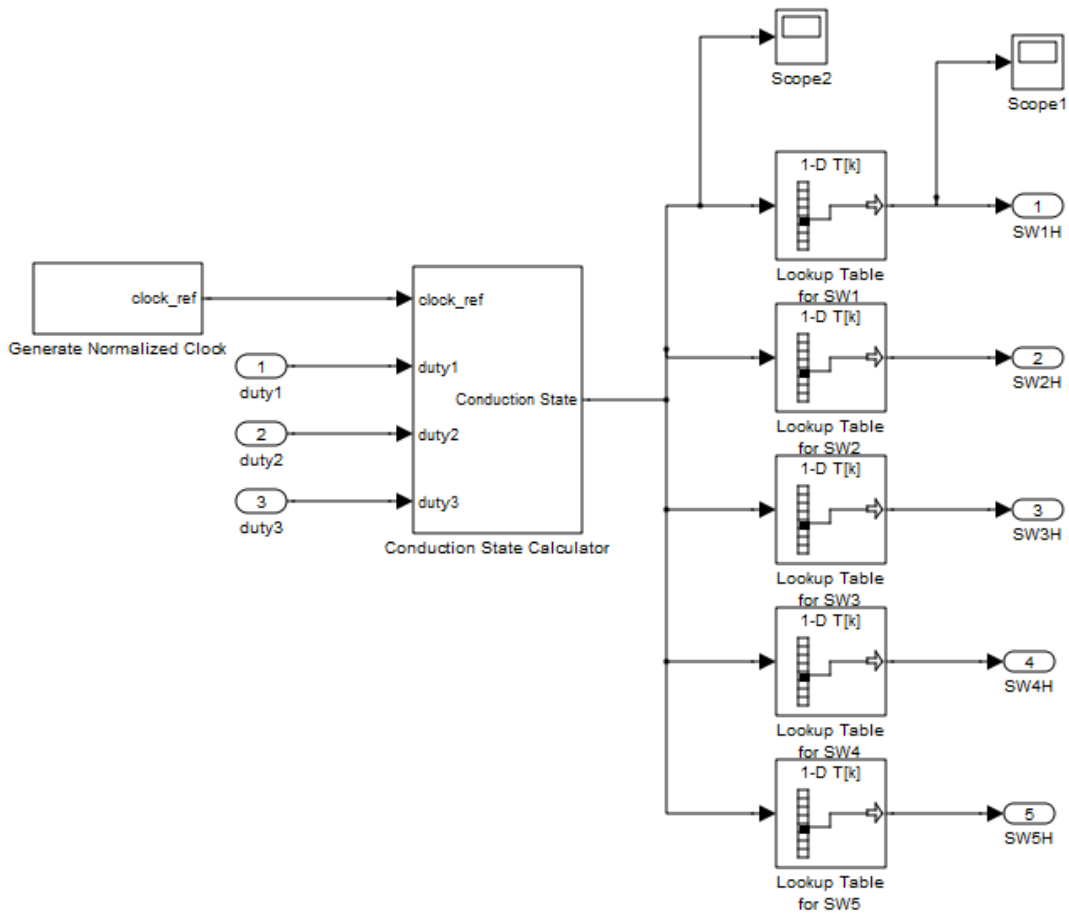 Scope2
Scope1
1-D T[k]
1
SW1H
Lookup Table
for SW1
clock_ref
Generate Normalized Clock
clock_ref
1
duty1
duty1
2
duty2
duty2
3
duty3
duty3
Conduction State
Conduction State Calculator
1-D T[k]
2
SW2H
Lookup Table
for SW2
1-D T[k]
3
SW3H
Lookup Table
for SW3
1-D T[k]
4
SW4H
Lookup Table
for SW4
1-D T[k]
5
SW5H
Lookup Table
for SW5